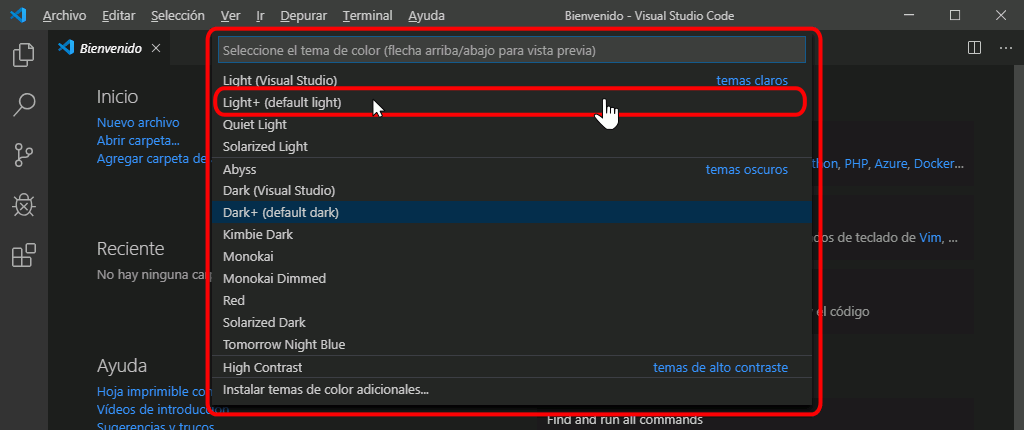 Archivo Editar Selección Ver Ir Depurar Terminal Ayuda Bienvenido - Visual Studio Code
Bienvenido
Seleccione el tema de color (flecha arriba/abajo para vista previa)
Light (Visual Studio) temas claros
Light+ (default light)
Quiet Light
Solarized Light
Abyss temas oscuros
Dark (Visual Studio)
Dark+ (default dark)
Kimbie Dark
Monokai
Monokai Dimmed
Red
Solarized Dark
Tomorrow Night Blue
High Contrast temas de alto contraste
Instalar temas de color adicionales...
Inicio
Nuevo archivo
Abrir carpeta...
Agregar carpeta de
Reciente
No hay ninguna
Ayuda
Hoja imprimible
Vídeos de introducción
Sugerencias y trucos
PHP, Azure, Docker...
de teclado de Vim, ...
el código
Find and run all commands